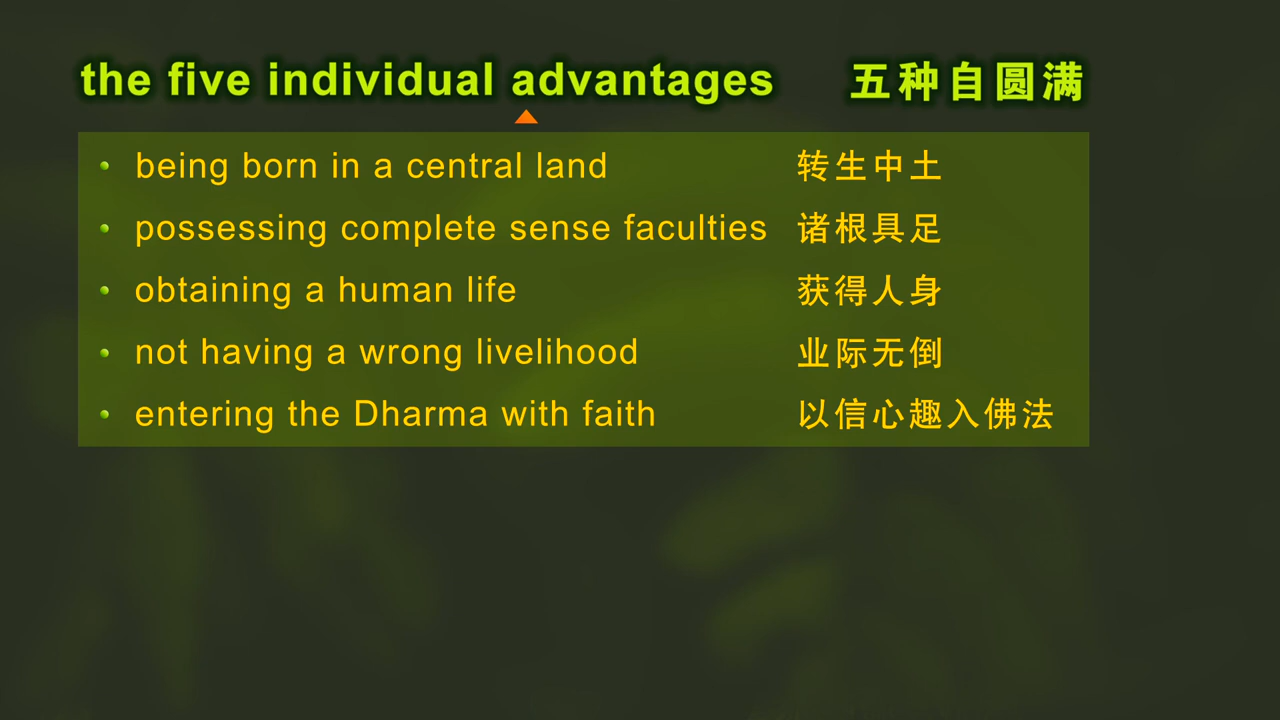 the five individual advantages 五种自圆满
• being born in a central land 转生中土
• possessing complete sense faculties 诸根具足
• obtaining a human life 获得人身
• not having a wrong livelihood 业际无倒
• entering the Dharma with faith 以信心趣入佛法